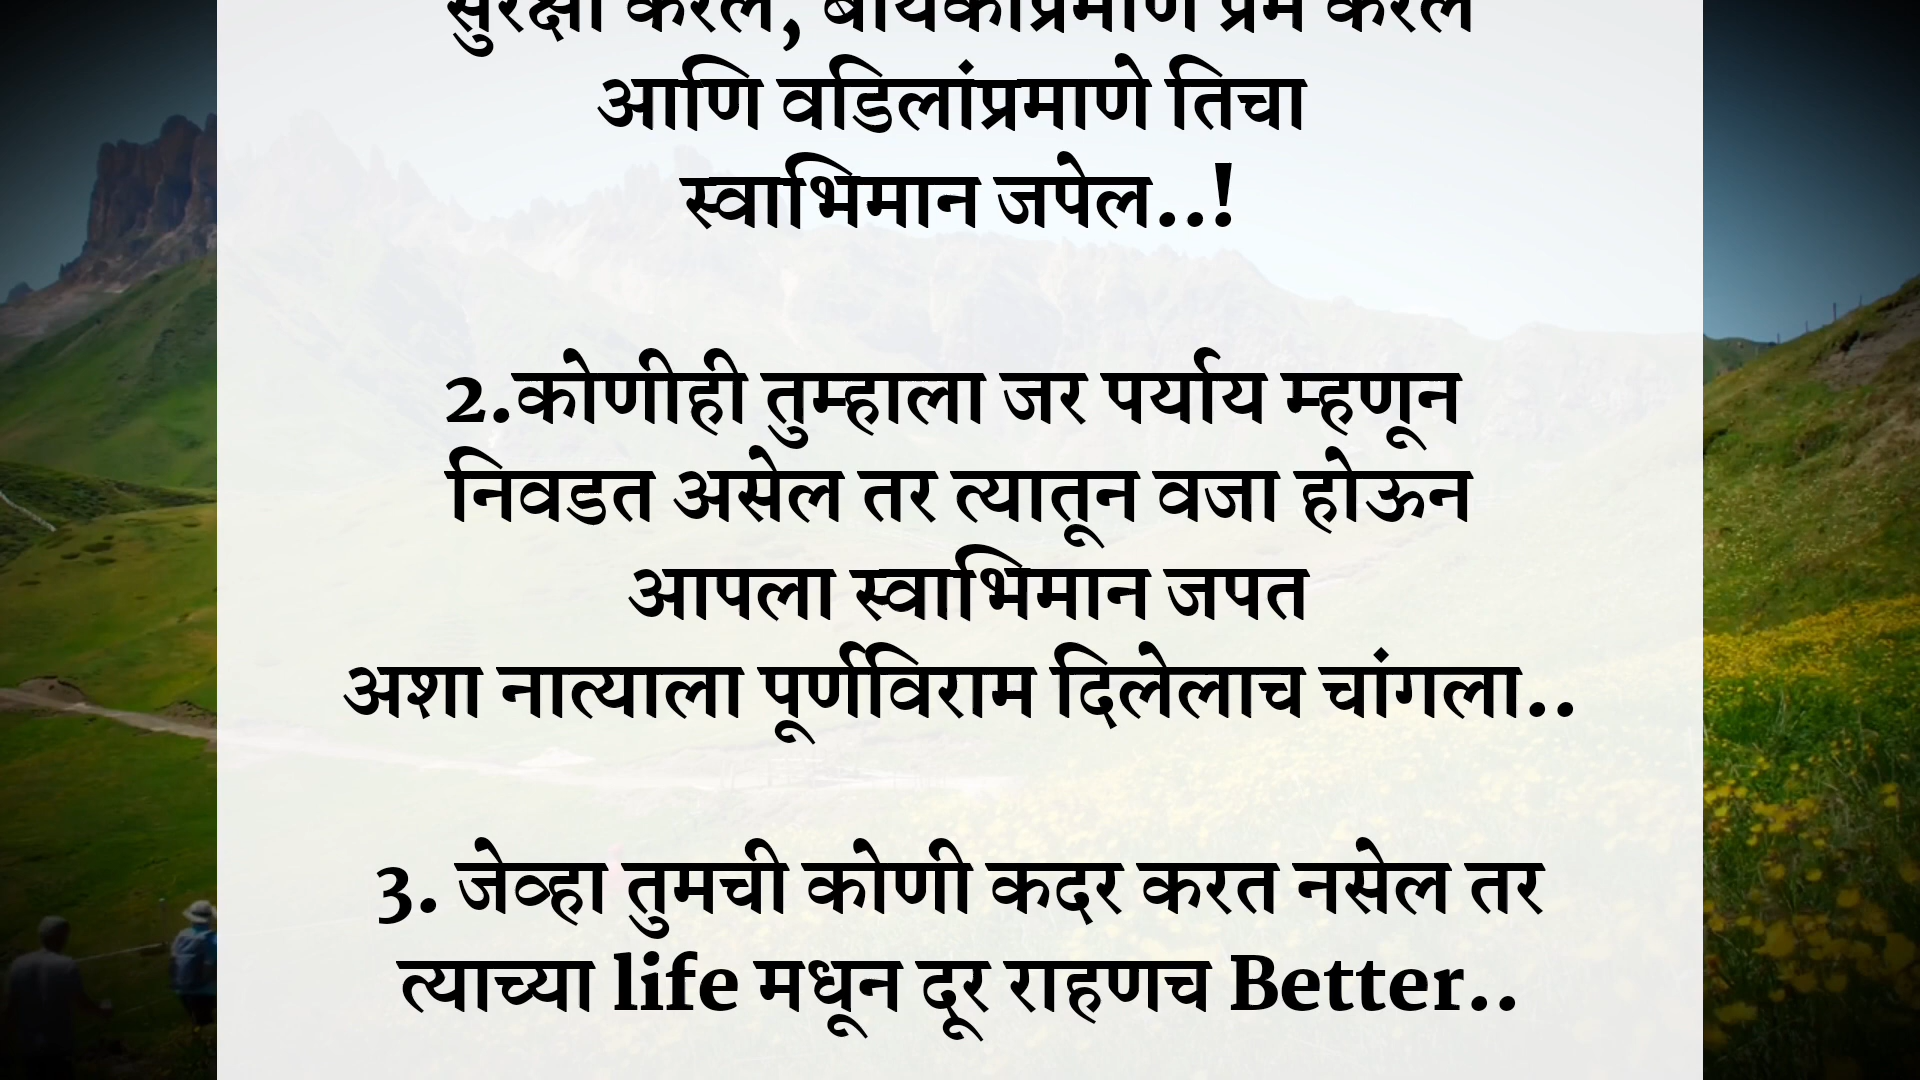 सुरक्षा करेल, बायकोप्रमाणे प्रेम करेल
आणि वडिलांप्रमाणे तिचा
स्वाभिमान जपेल..!
2.कोणीही तुम्हाला जर पर्याय म्हणून
निवडत असेल तर त्यातून वजा होऊन
आपला स्वाभिमान जपत
अशा नात्याला पूर्णविराम दिलेलाच चांगला..
3. जेव्हा तुमची कोणी कदर करत नसेल तर
त्याच्या life मधून दूर राहणच Better..